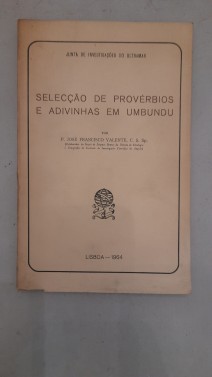 JUNTA DE INVESTIGAÇÕES DO ULTRAMAR
SELECÇÃO DE PROVÉRBIOS
E ADIVINHAS EM UMBUNDU
POR
P. JOSÉ FRANCISCO VALENTE, C. S. Sp.
LISBOA — 1964